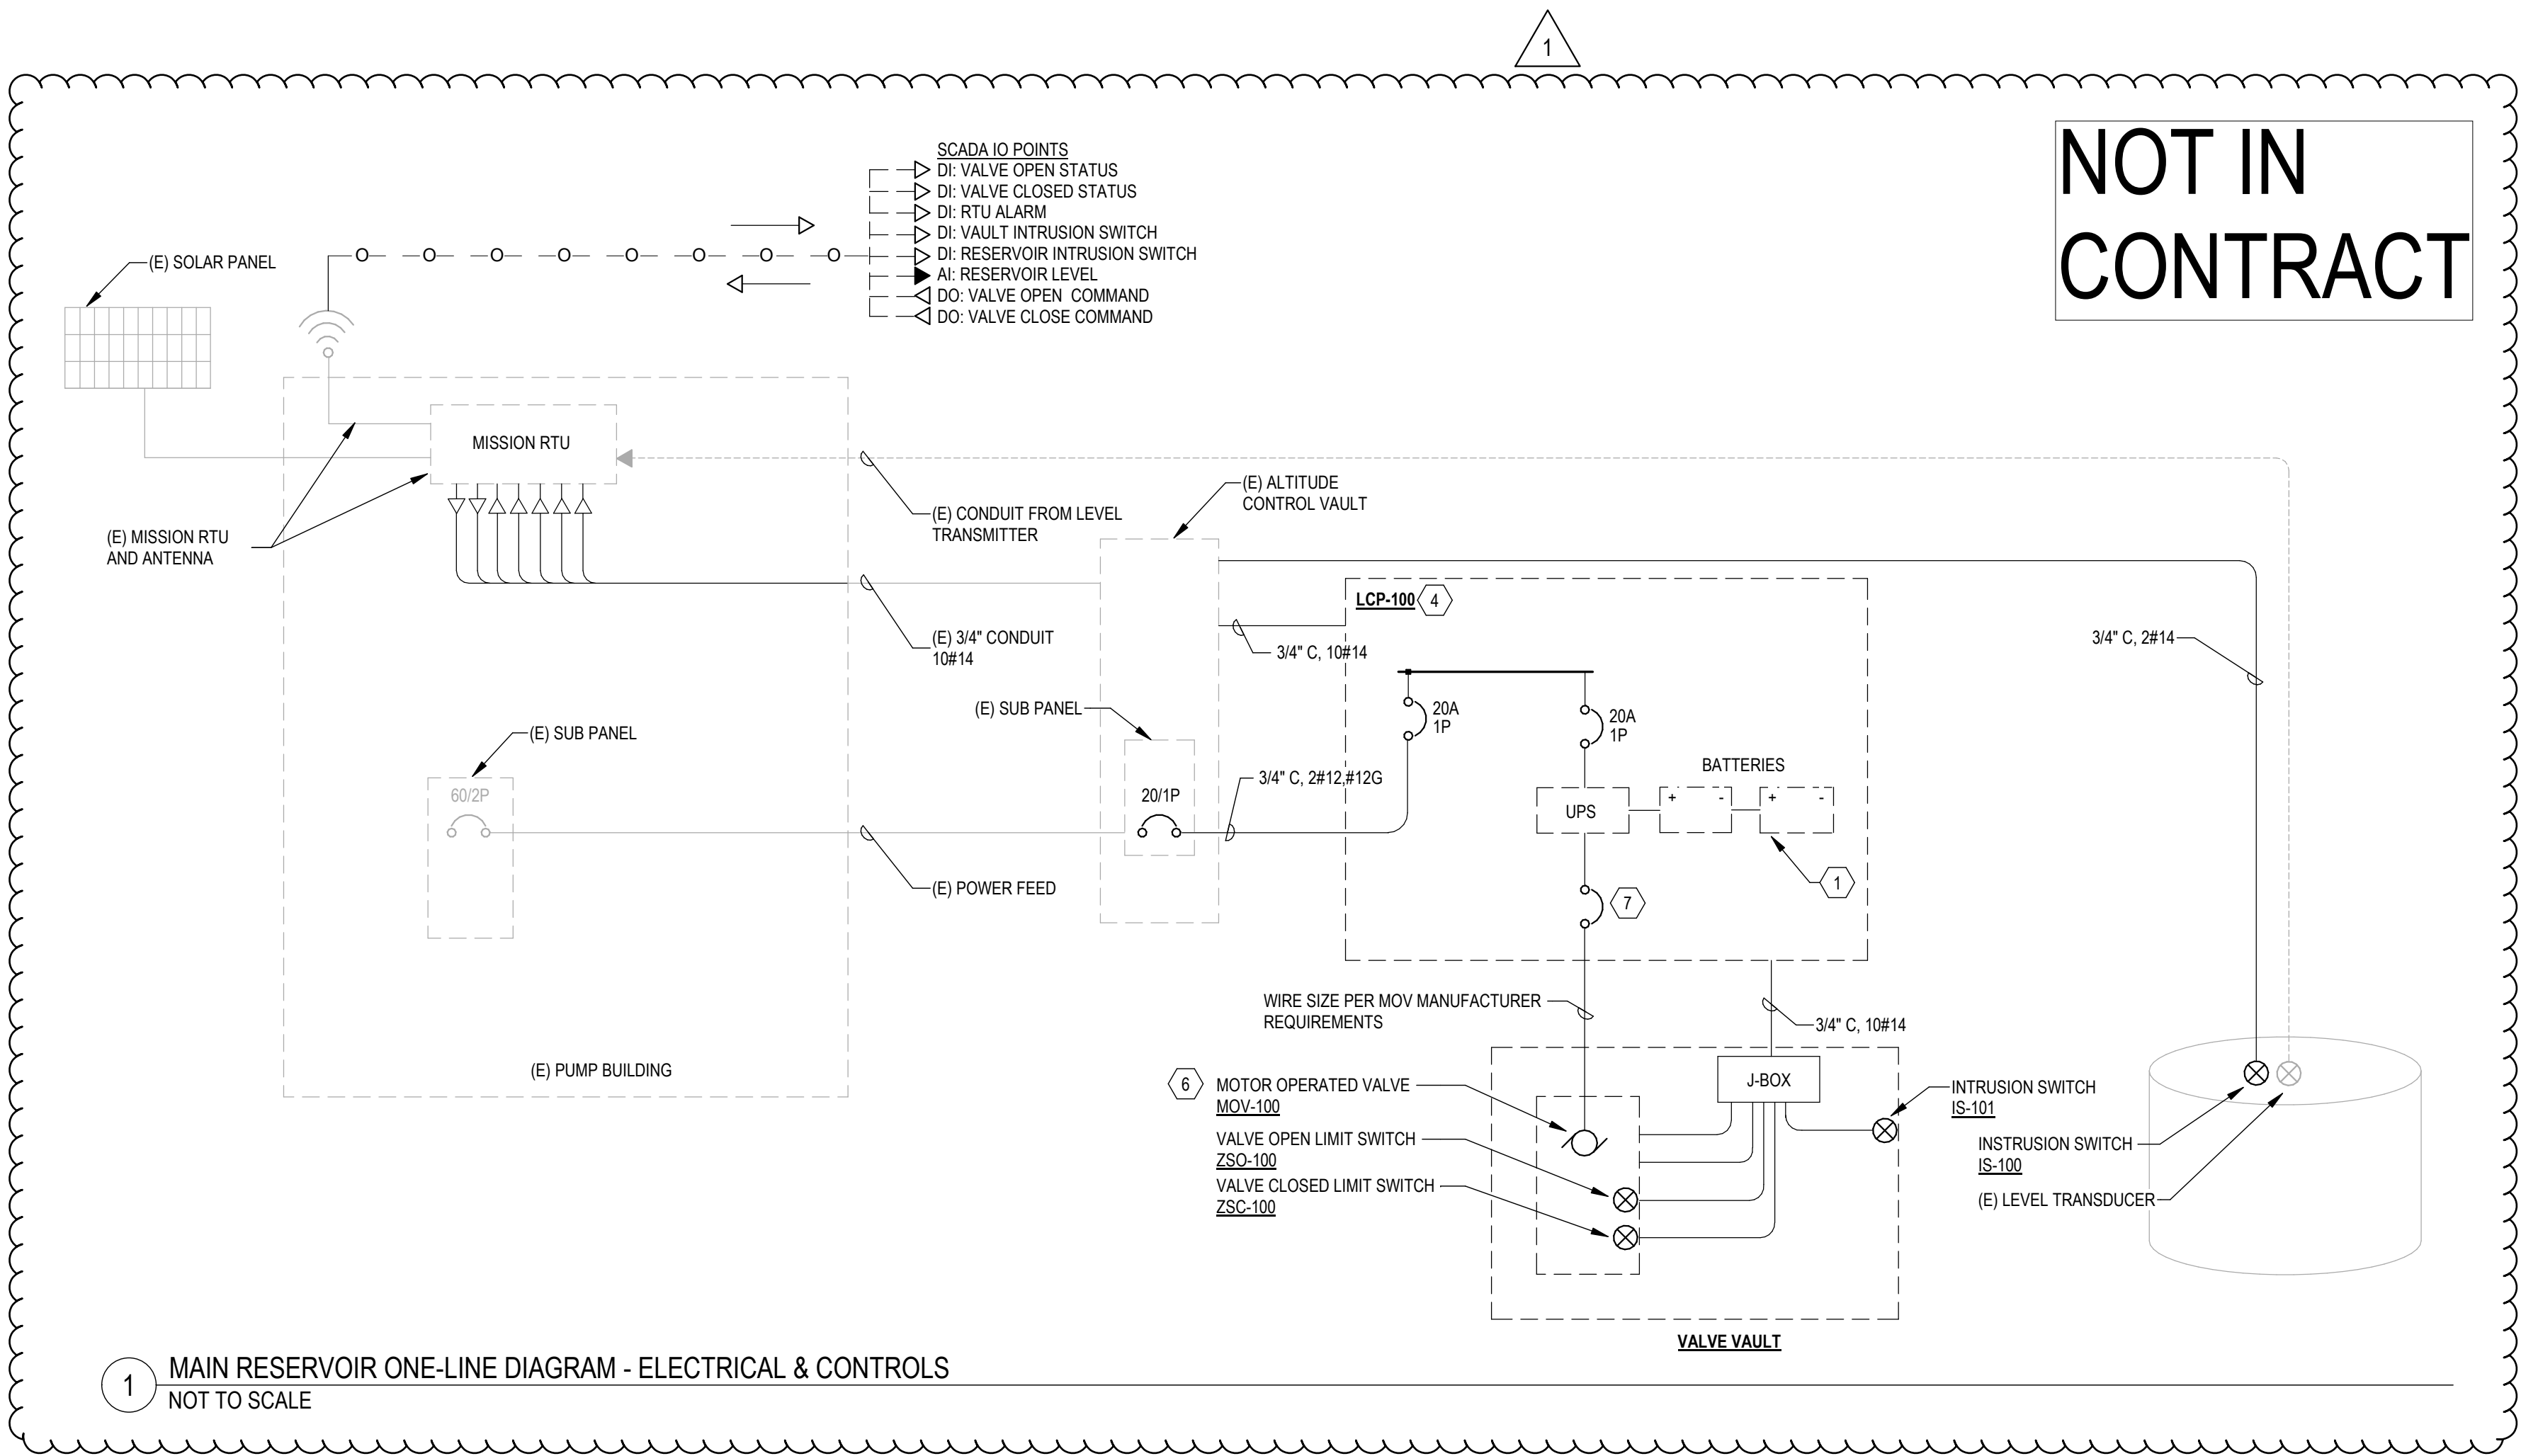 1
NOT IN
CONTRACT
SCADA IO POINTS
DI: VALVE OPEN STATUS
DI: VALVE CLOSED STATUS
DI: RTU ALARM
DI: VAULT INTRUSION SWITCH
DI: RESERVOIR INTRUSION SWITCH
AI: RESERVOIR LEVEL
DO: VALVE OPEN  COMMAND
DO: VALVE CLOSE COMMAND
O O O O O O O O
(E) SOLAR PANEL
MISSION RTU
(E) MISSION RTU
AND ANTENNA
(E) CONDUIT FROM LEVEL
TRANSMITTER
(E) ALTITUDE
CONTROL VAULT
(E) 3/4" CONDUIT
10#14
LCP-100
4
3/4" C, 10#14
3/4" C, 2#14
(E) SUB PANEL
60/2P
(E) SUB PANEL
20/1P
3/4" C, 2#12,#12G
20A
1P
20A
1P
BATTERIES
UPS
+ -
+ -
1
7
(E) POWER FEED
(E) PUMP BUILDING
WIRE SIZE PER MOV MANUFACTURER
REQUIREMENTS
3/4" C, 10#14
J-BOX
6
MOTOR OPERATED VALVE
MOV-100
VALVE OPEN LIMIT SWITCH
ZSO-100
VALVE CLOSED LIMIT SWITCH
ZSC-100
INTRUSION SWITCH
IS-101
INSTRUSION SWITCH
IS-100
(E) LEVEL TRANSDUCER
VALVE VAULT
1
MAIN RESERVOIR ONE-LINE DIAGRAM - ELECTRICAL & CONTROLS
NOT TO SCALE